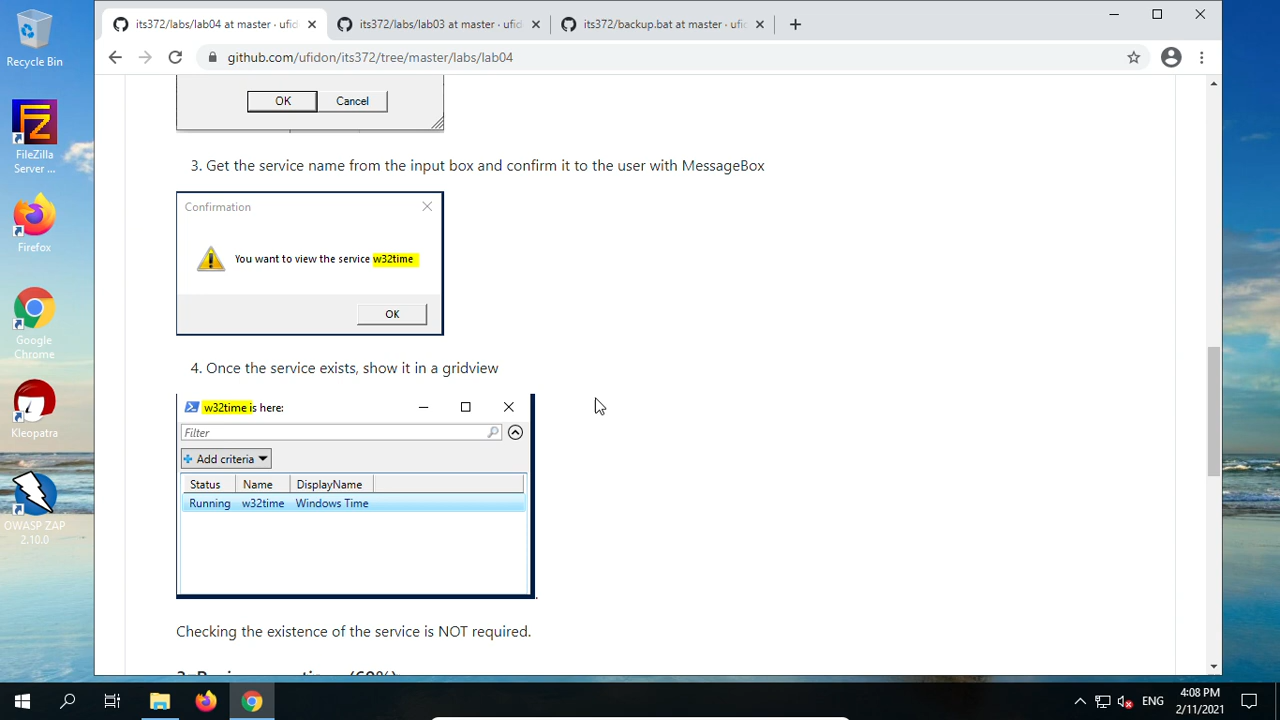 Recycle Bin
FileZilla
Server ...
Firefox
Google
Chrome
Kleopatra
OWASP ZAP
2.10.0
its372/labs/lab04 at master · ufid
its372/labs/lab03 at master · ufid
its372/backup.bat at master · ufid
github.com/ufidon/its372/tree/master/labs/lab04
OK
Cancel
3. Get the service name from the input box and confirm it to the user with MessageBox
Confirmation
You want to view the service w32time
OK
4. Once the service exists, show it in a gridview
w32time is here:
Filter
Add criteria
Status Name DisplayName
Running w32time Windows Time
.
Checking the existence of the service is NOT required.
ENG
4:08 PM
2/11/2021